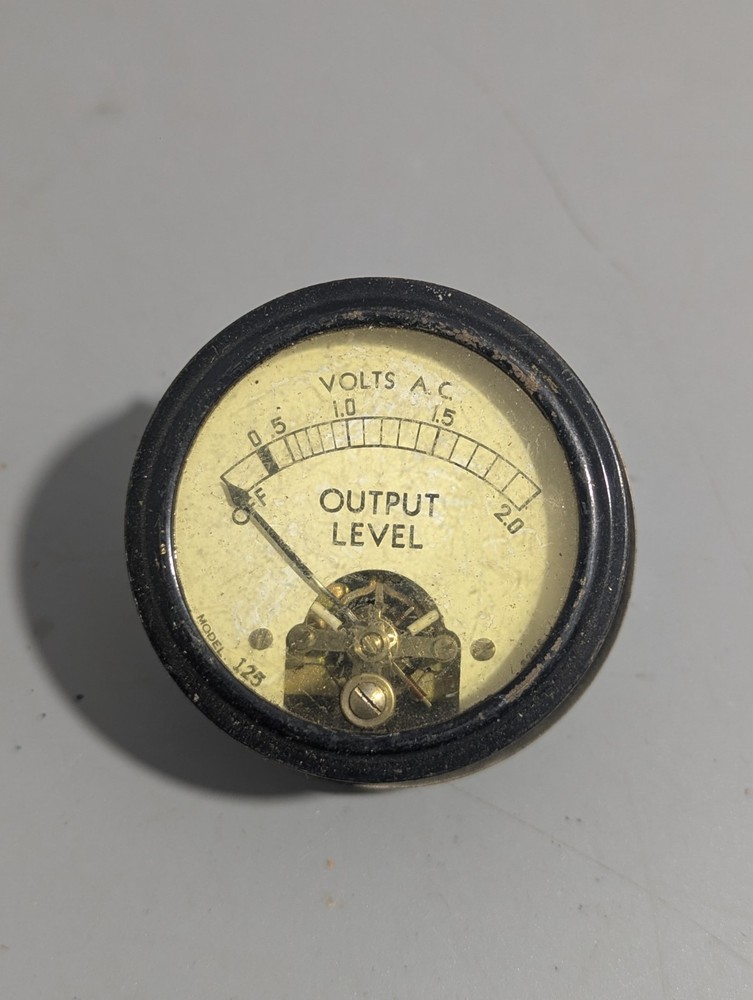 VOLTS A.C.
0 .5 1.0 1.5 2.0
OFF
OUTPUT
LEVEL
MODEL 125